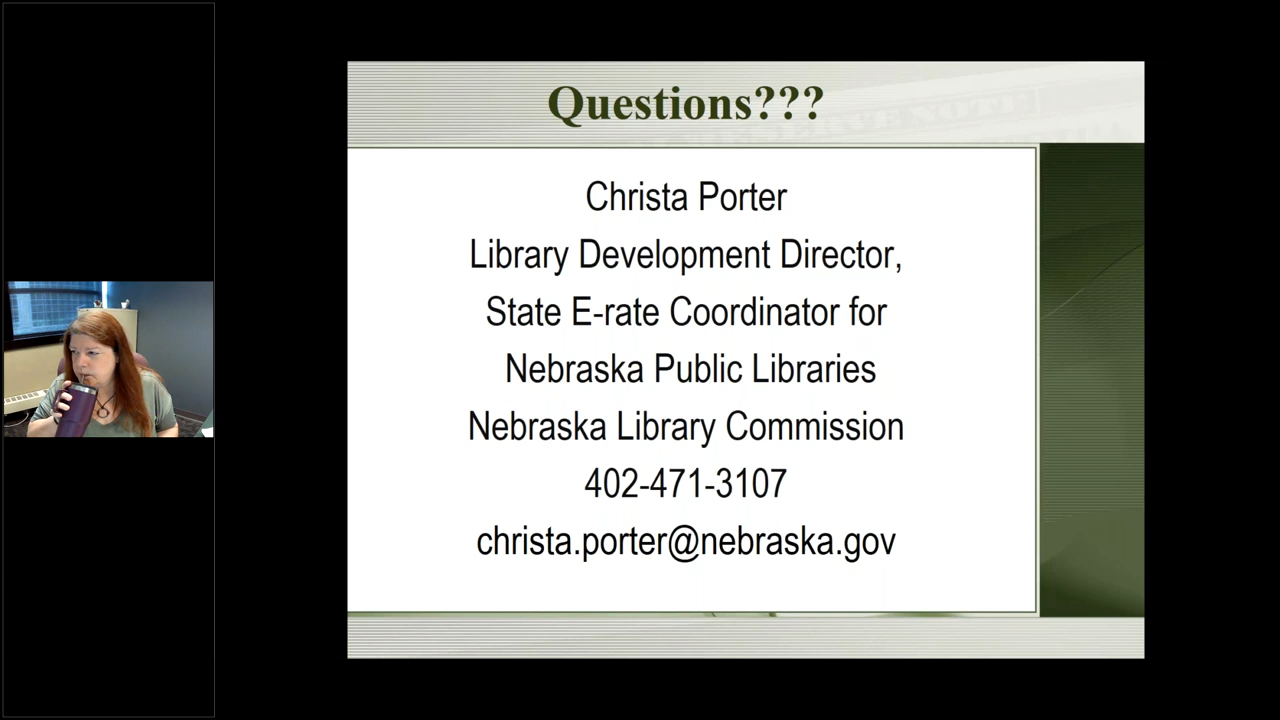 Questions???
Christa Porter
Library Development Director,
State E-rate Coordinator for
Nebraska Public Libraries
Nebraska Library Commission
402-471-3107
christa.porter@nebraska.gov